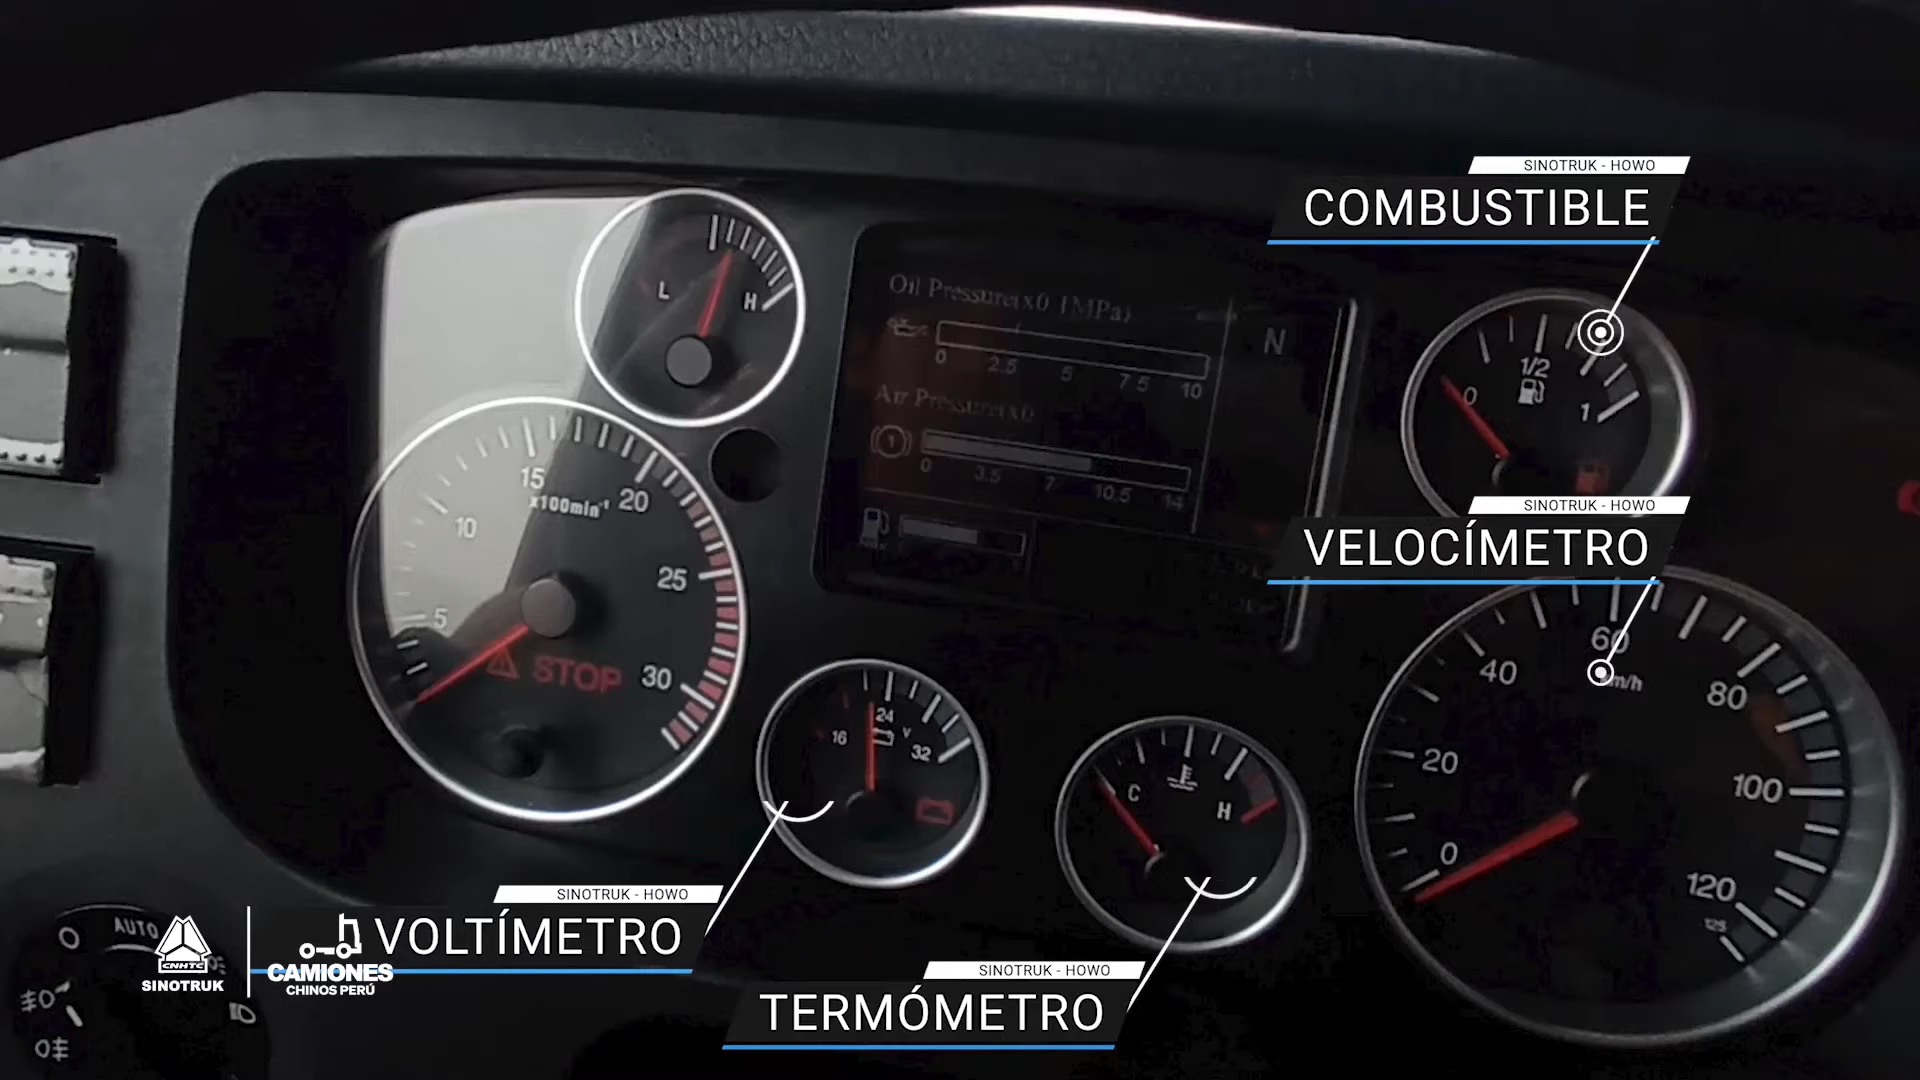 SINOTRUK - HOWO
COMBUSTIBLE
L
H
Oil Pressure(x0.1MPa)
0 2.5 5 7.5 10
N
Air Pressure(x0
0 3.5 7 10.5 14
0
1/2
1
5
10
15
20
25
30
x100min⁻¹
STOP
SINOTRUK - HOWO
VELOCÍMETRO
0
20
40
60
80
100
120
125
km/h
16
24
32
V
C
H
SINOTRUK - HOWO
VOLTÍMETRO
AUTO
CNHTC
SINOTRUK
CAMIONES
CHINOS PERÚ
SINOTRUK - HOWO
TERMÓMETRO